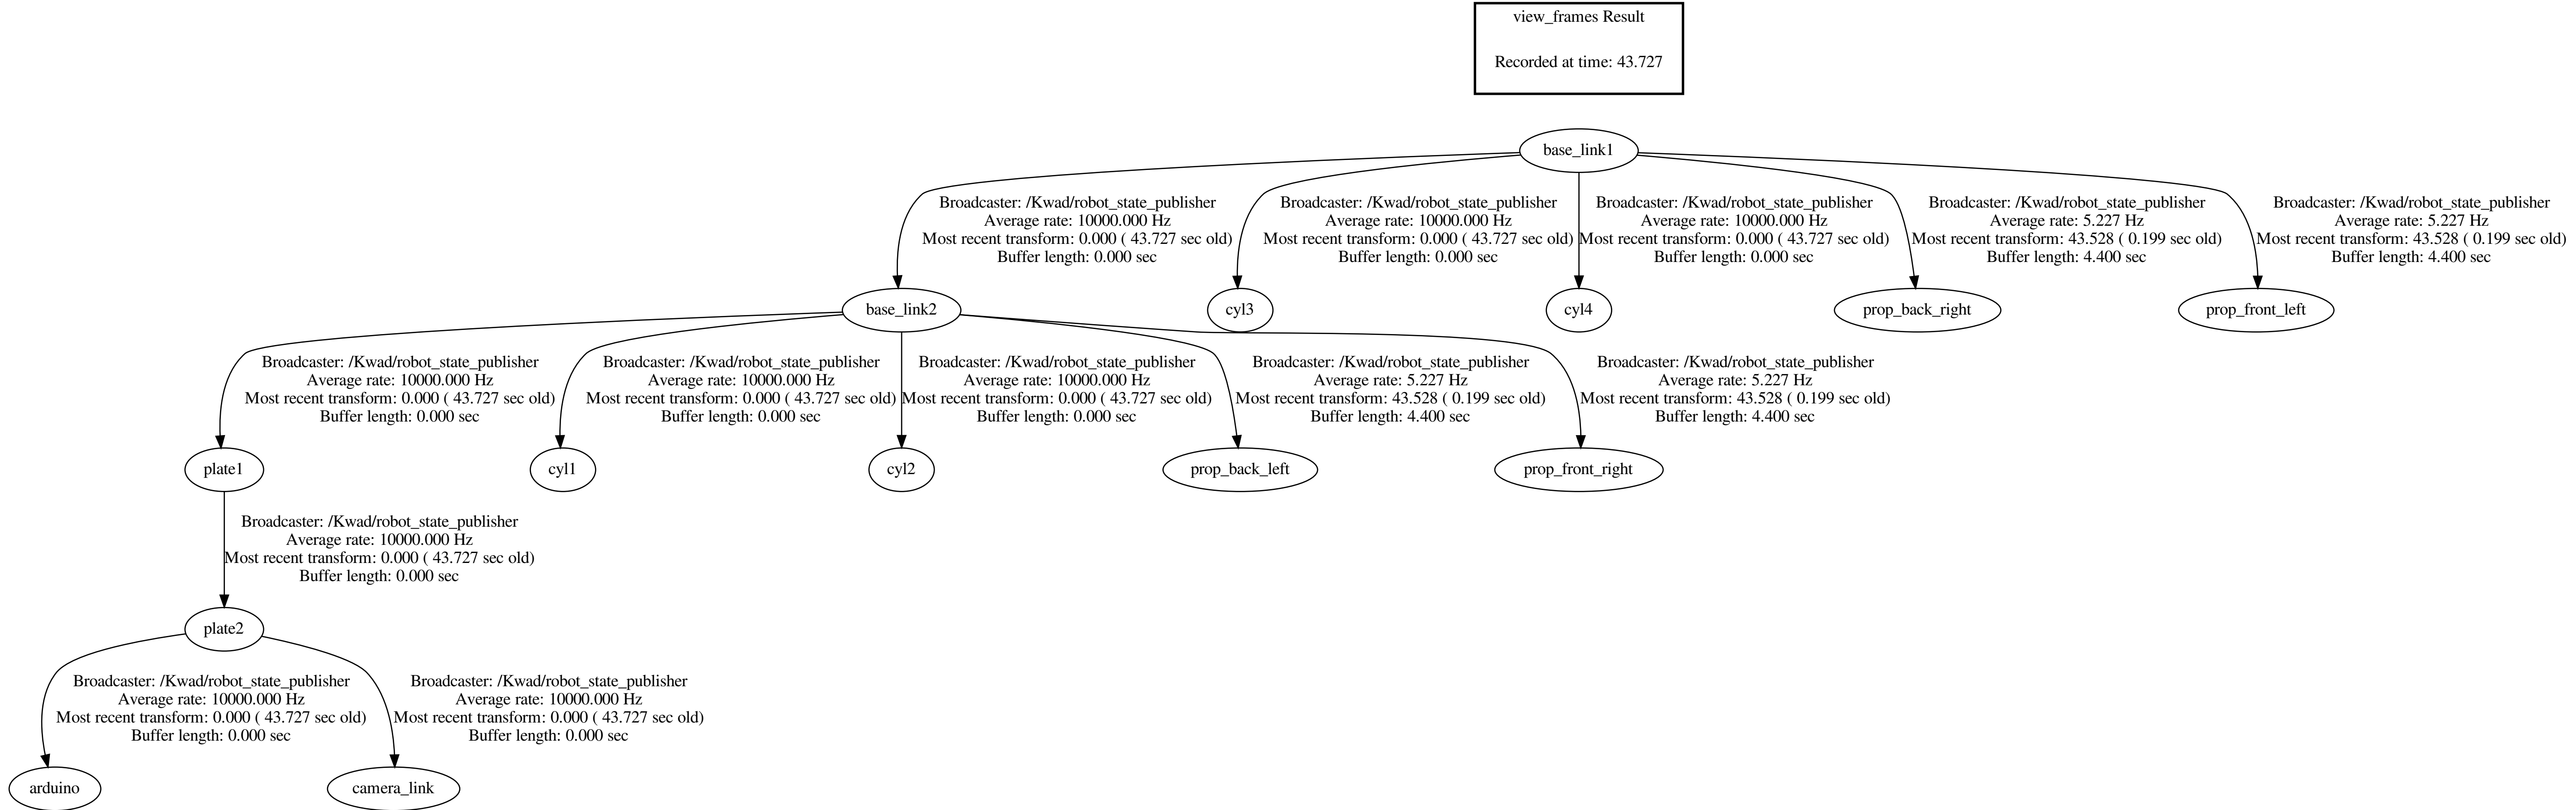 view_frames Result
Recorded at time: 43.727
base_link1
Broadcaster: /Kwad/robot_state_publisher
Average rate: 10000.000 Hz
Most recent transform: 0.000 ( 43.727 sec old)
Buffer length: 0.000 sec
Broadcaster: /Kwad/robot_state_publisher
Average rate: 10000.000 Hz
Most recent transform: 0.000 ( 43.727 sec old)
Buffer length: 0.000 sec
Broadcaster: /Kwad/robot_state_publisher
Average rate: 10000.000 Hz
Most recent transform: 0.000 ( 43.727 sec old)
Buffer length: 0.000 sec
Broadcaster: /Kwad/robot_state_publisher
Average rate: 5.227 Hz
Most recent transform: 43.528 ( 0.199 sec old)
Buffer length: 4.400 sec
Broadcaster: /Kwad/robot_state_publisher
Average rate: 5.227 Hz
Most recent transform: 43.528 ( 0.199 sec old)
Buffer length: 4.400 sec
base_link2
cyl3
cyl4
prop_back_right
prop_front_left
Broadcaster: /Kwad/robot_state_publisher
Average rate: 10000.000 Hz
Most recent transform: 0.000 ( 43.727 sec old)
Buffer length: 0.000 sec
Broadcaster: /Kwad/robot_state_publisher
Average rate: 10000.000 Hz
Most recent transform: 0.000 ( 43.727 sec old)
Buffer length: 0.000 sec
Broadcaster: /Kwad/robot_state_publisher
Average rate: 10000.000 Hz
Most recent transform: 0.000 ( 43.727 sec old)
Buffer length: 0.000 sec
Broadcaster: /Kwad/robot_state_publisher
Average rate: 5.227 Hz
Most recent transform: 43.528 ( 0.199 sec old)
Buffer length: 4.400 sec
Broadcaster: /Kwad/robot_state_publisher
Average rate: 5.227 Hz
Most recent transform: 43.528 ( 0.199 sec old)
Buffer length: 4.400 sec
plate1
cyl1
cyl2
prop_back_left
prop_front_right
Broadcaster: /Kwad/robot_state_publisher
Average rate: 10000.000 Hz
Most recent transform: 0.000 ( 43.727 sec old)
Buffer length: 0.000 sec
plate2
Broadcaster: /Kwad/robot_state_publisher
Average rate: 10000.000 Hz
Most recent transform: 0.000 ( 43.727 sec old)
Buffer length: 0.000 sec
Broadcaster: /Kwad/robot_state_publisher
Average rate: 10000.000 Hz
Most recent transform: 0.000 ( 43.727 sec old)
Buffer length: 0.000 sec
arduino
camera_link